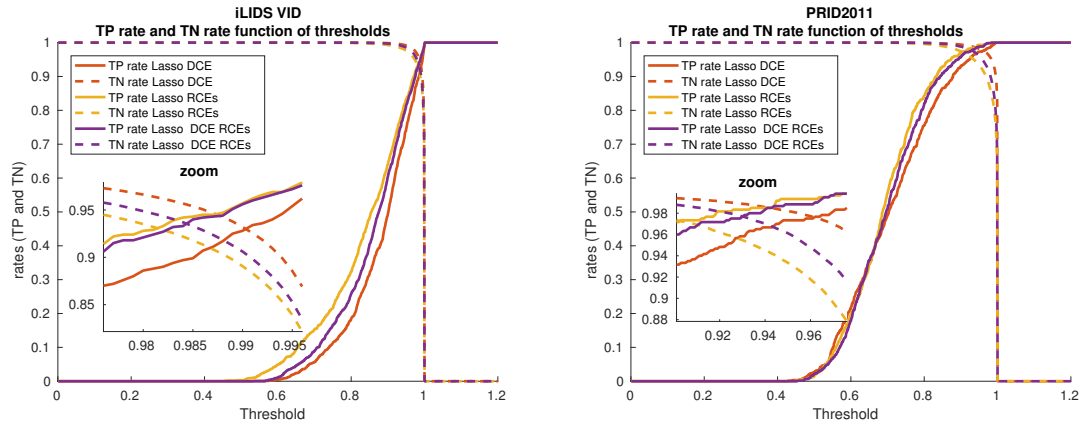 iLIDS VID
TP rate and TN rate function of thresholds
1
0.9
0.8
0.7
0.6
0.5
0.4
0.3
0.2
0.1
0
rates (TP and TN)
TP rate Lasso DCE
TN rate Lasso DCE
TP rate Lasso RCEs
TN rate Lasso RCEs
TP rate Lasso DCE RCEs
TN rate Lasso DCE RCEs
zoom
0.95
0.9
0.85
0.98 0.985 0.99 0.995
0 0.2 0.4 0.6 0.8 1 1.2
Threshold
PRID2011
TP rate and TN rate function of thresholds
1
0.9
0.8
0.7
0.6
0.5
0.4
0.3
0.2
0.1
0
rates (TP and TN)
TP rate Lasso DCE
TN rate Lasso DCE
TP rate Lasso RCEs
TN rate Lasso RCEs
TP rate Lasso DCE RCEs
TN rate Lasso DCE RCEs
zoom
0.98
0.96
0.94
0.92
0.9
0.88
0.92 0.94 0.96
0 0.2 0.4 0.6 0.8 1 1.2
Threshold